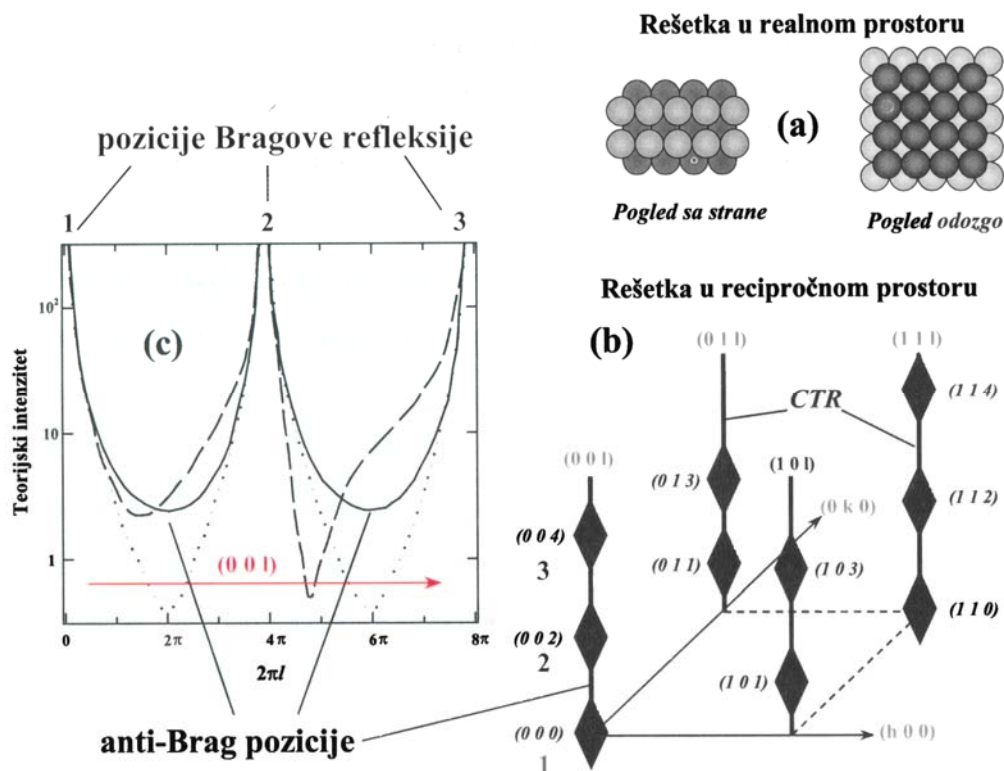 Rešetka u realnom prostoru
(a)
Pogled sa strane
Pogled odozgo
pozicije Bragove refleksije
1 2 3
10²
10
1
Teorijski intenzitet
(c)
(0 0 l)
0 2π 4π 6π 8π
2πl
anti-Brag pozicije
Rešetka u recipročnom prostoru
(b)
(0 1 l)
(1 1 l)
CTR
(1 1 4)
(0 0 l)
(1 0 l)
(0 1 3)
(0 k 0)
(1 1 2)
(0 0 4)
3
(0 1 1)
(1 0 3)
(1 1 0)
(0 0 2)
2
(1 0 1)
(0 0 0)
1
(h 0 0)